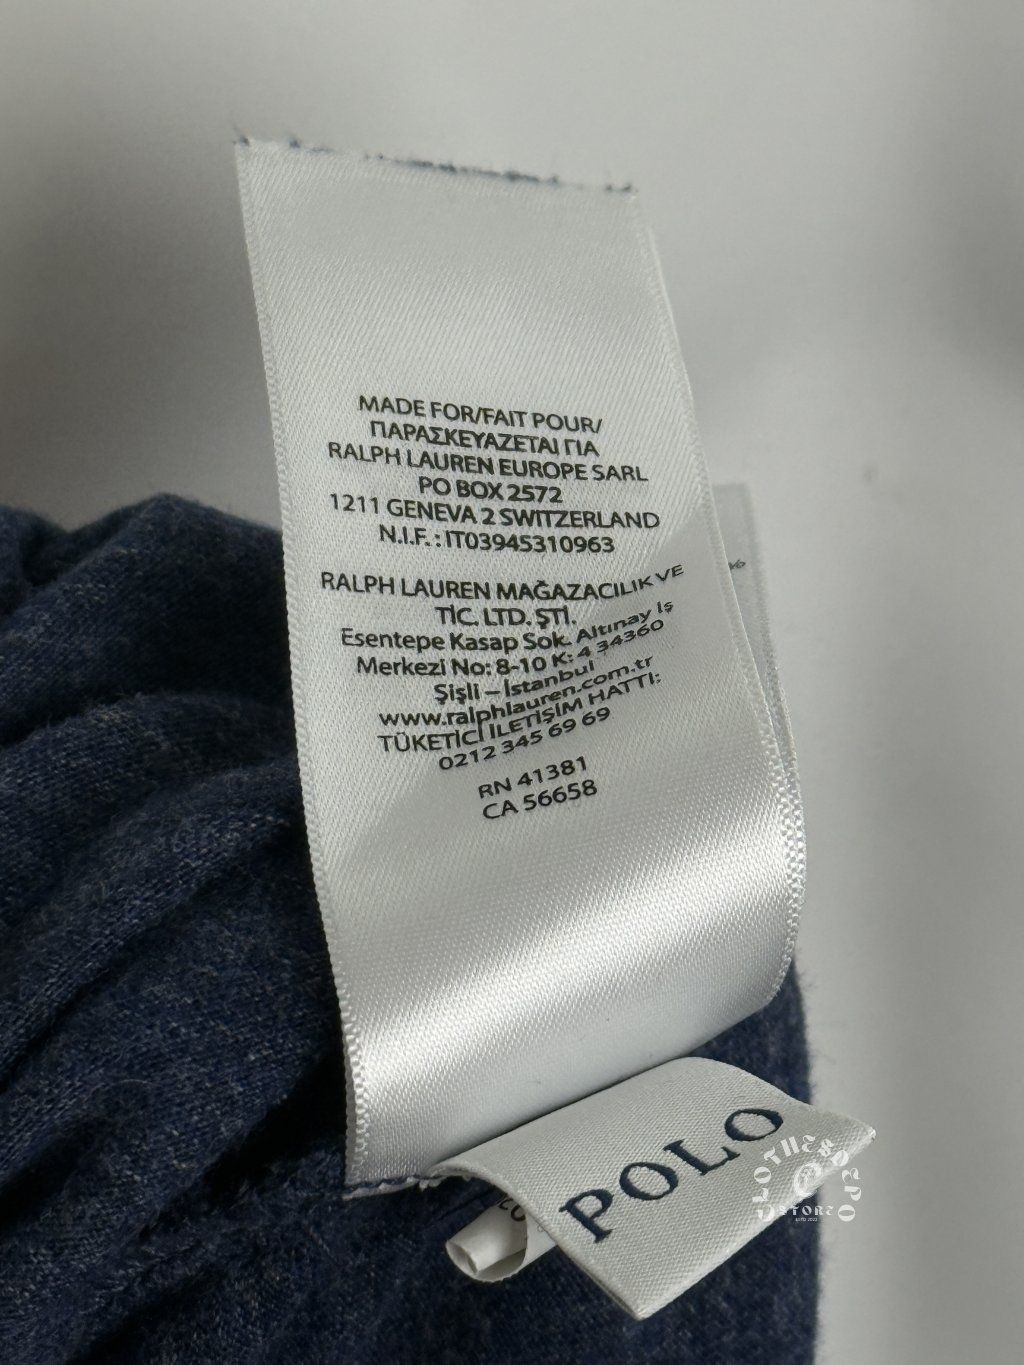 MADE FOR/FAIT POUR/
ΠΑΡΑΣΚΕΥΑΖΕΤΑΙ ΓΙΑ
RALPH LAUREN EUROPE SARL
PO BOX 2572
1211 GENEVA 2 SWITZERLAND
N.I.F. : IT03945310963
RALPH LAUREN MAĞAZACILIK VE
TİC. LTD. ŞTİ.
Esentepe Kasap Sok. Altınay İş
Merkezi No: 8-10 K: 4 34360
Şişli – İstanbul
www.ralphlauren.com.tr
TÜKETİCİ İLETİŞİM HATTI:
0212 345 69 69
RN 41381
CA 56658
POLO
CLOTHESDEPO
STORE